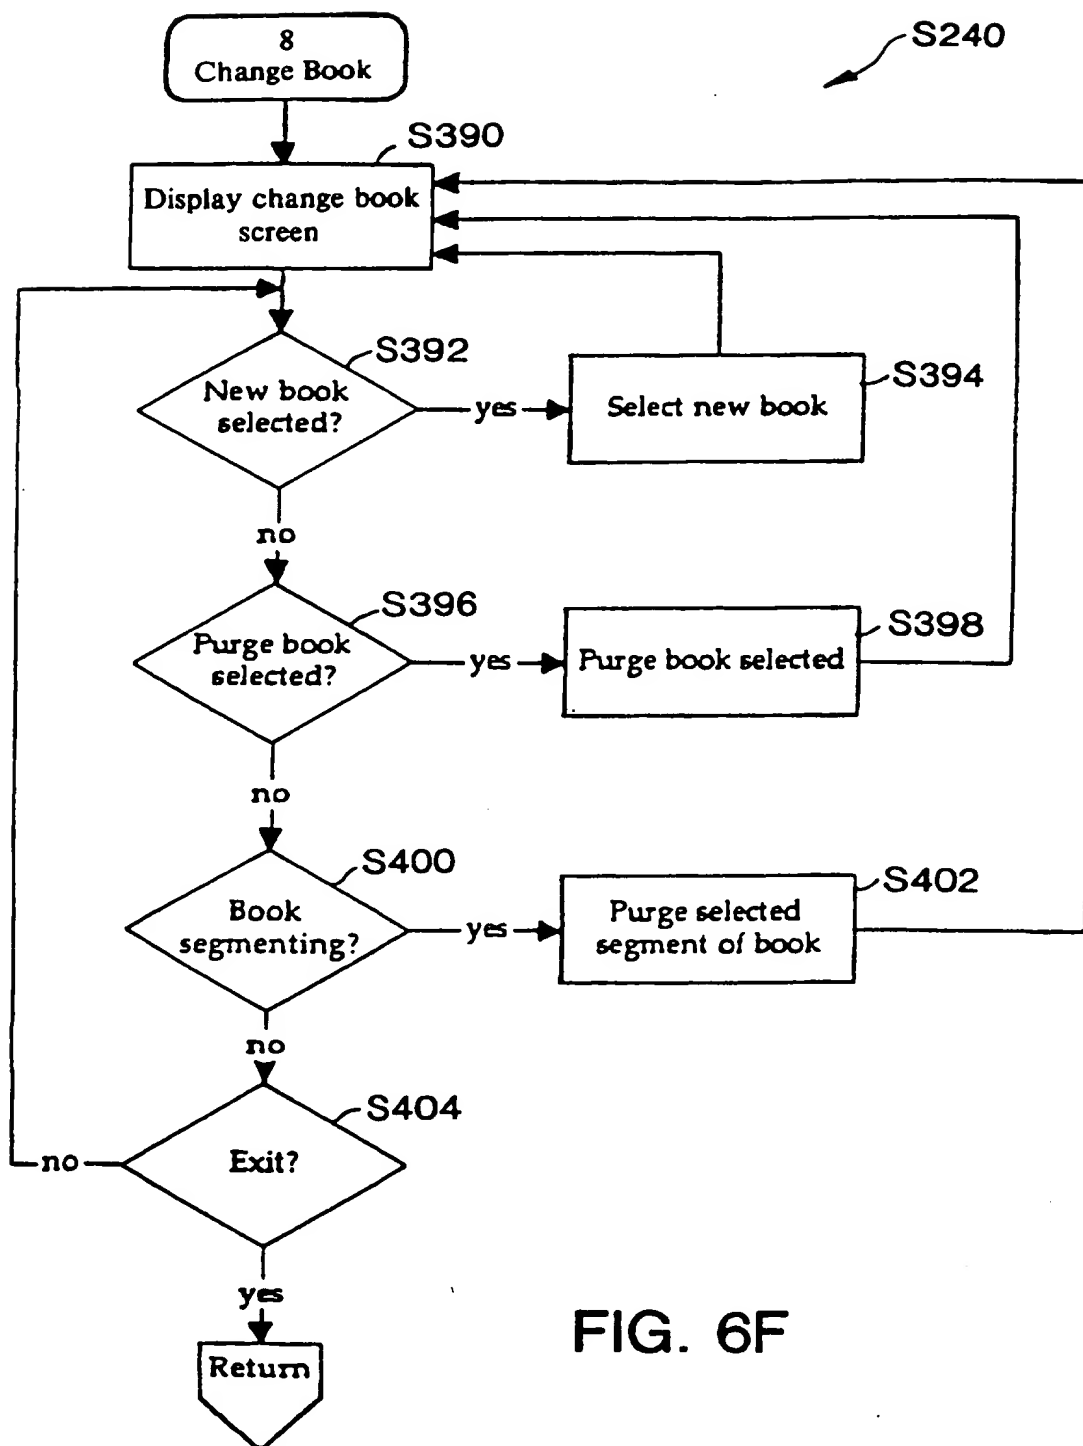 8
Change Book
S240
S390
Display change book
screen
S392
New book
selected?
yes
S394
Select new book
no
S396
Purge book
selected?
yes
S398
Purge book selected
no
S400
Book
segmenting?
yes
S402
Purge selected
segment of book
no
S404
Exit?
no
yes
Return
FIG. 6F